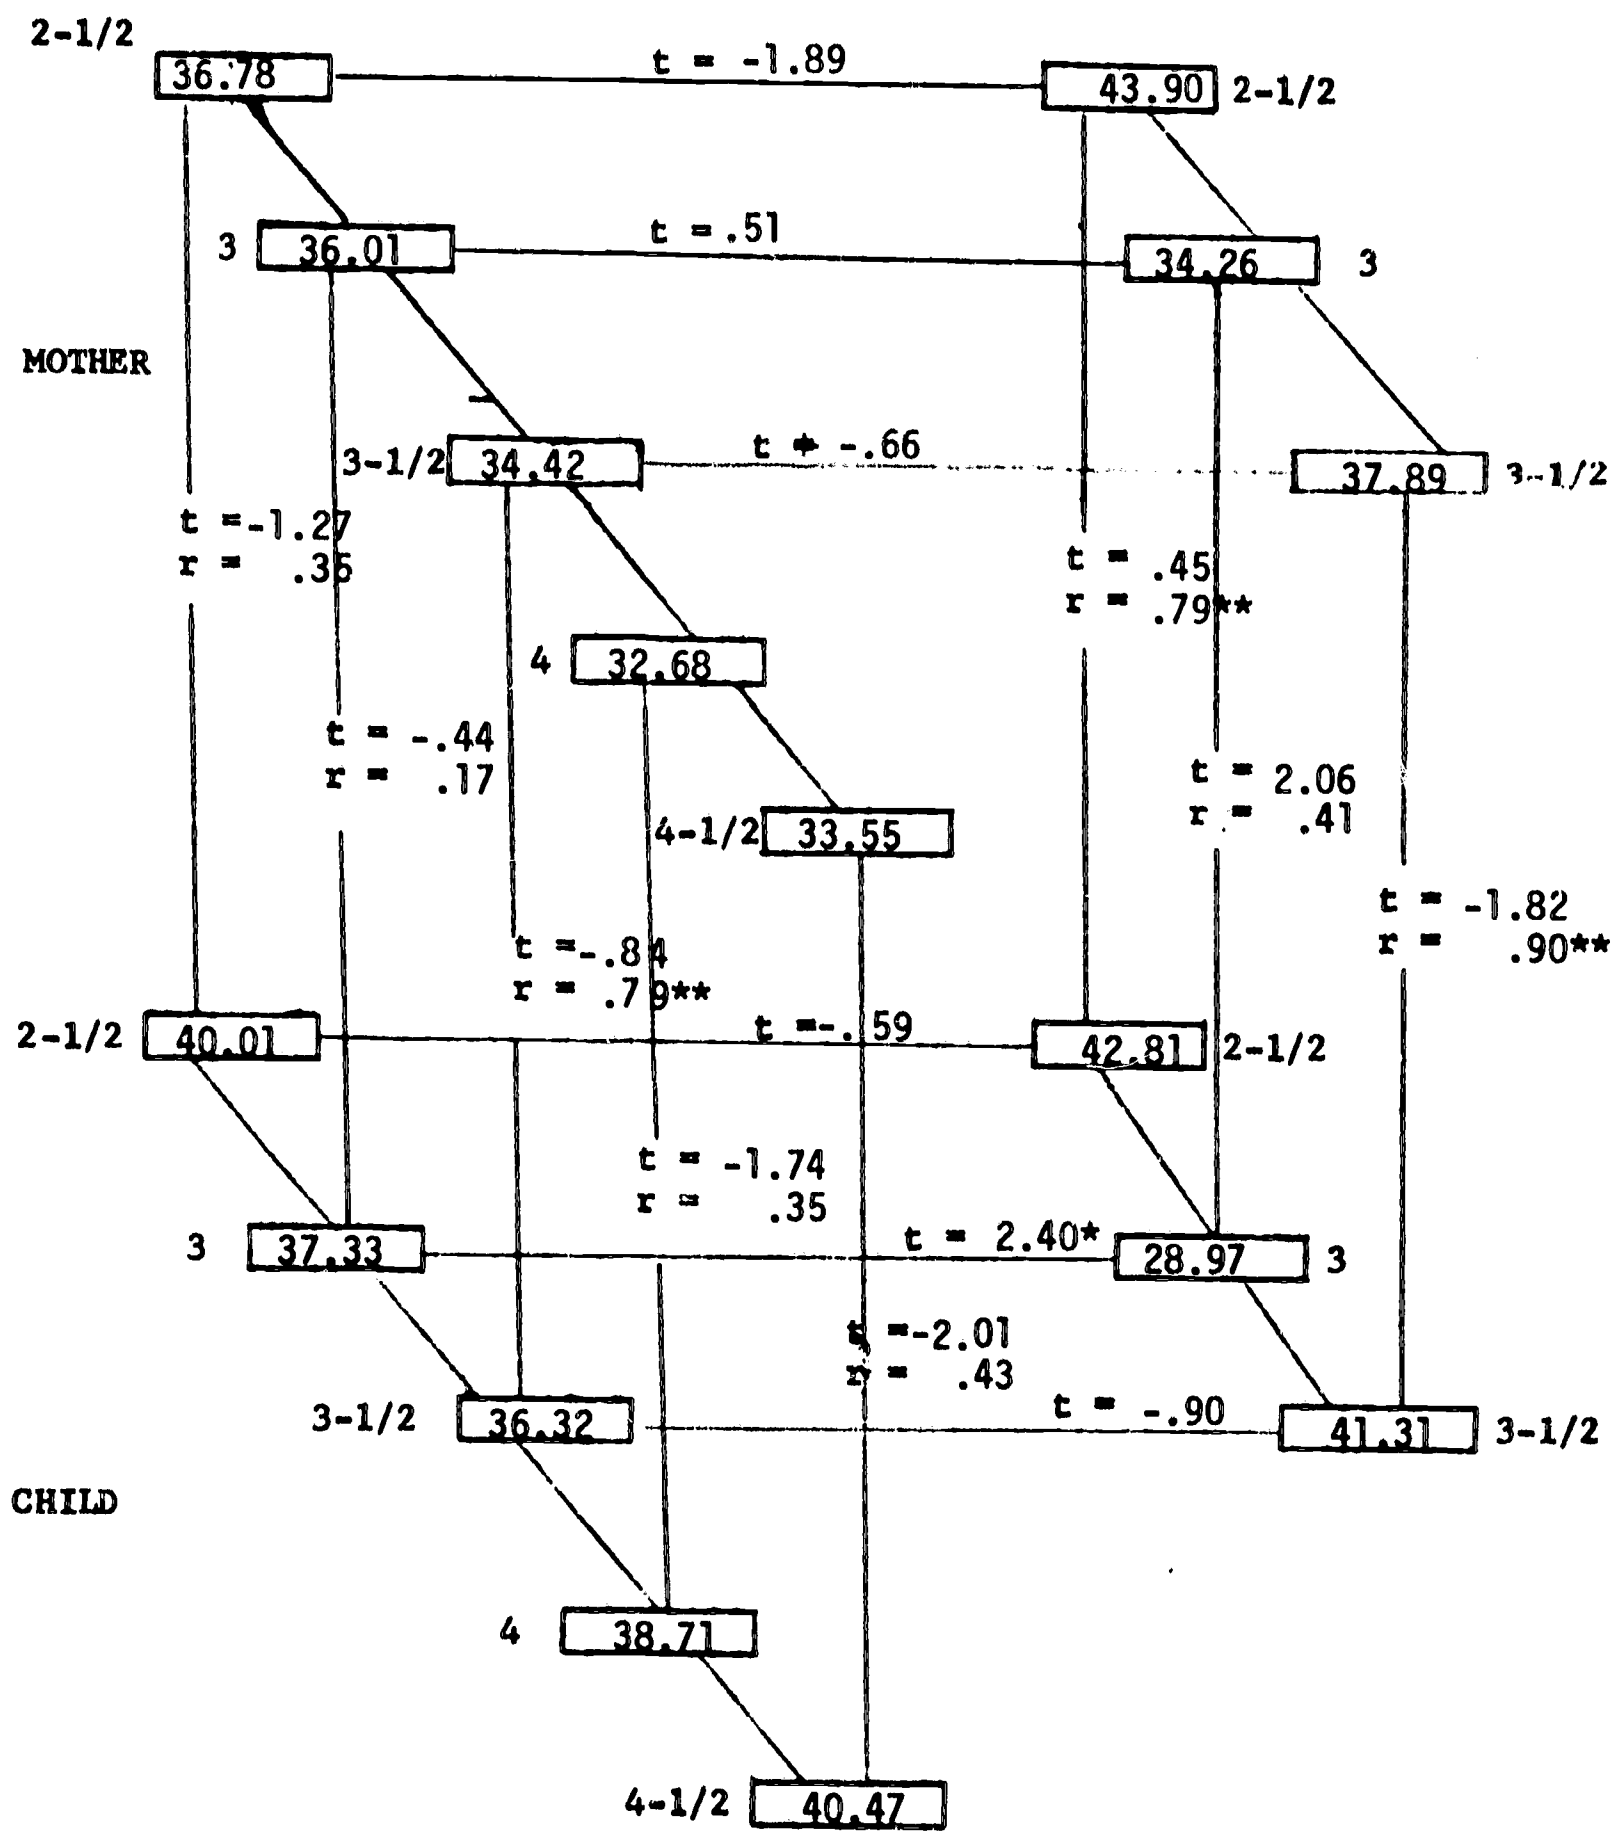 2-1/2
36.78
t = -1.89
43.90 2-1/2
3 36.01
t = .51
34.26 3
MOTHER
3-1/2 34.42
t = -.66
37.89 3-1/2
t = -1.27
r = .36
t = .45
r = .79**
4 32.68
t = -.44
r = .17
t = 2.06
r = .41
4-1/2 33.55
t = -1.82
r = .90**
t = -.84
r = .79**
2-1/2 40.01
t = -.59
42.81 2-1/2
t = -1.74
r = .35
3 37.33
t = 2.40*
28.97 3
t = -2.01
r = .43
3-1/2 36.32
t = -.90
41.31 3-1/2
CHILD
4 38.71
4-1/2 40.47